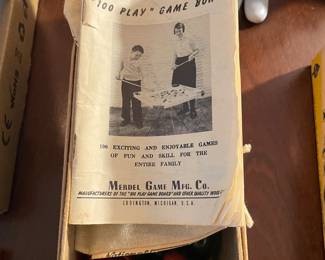 "100 PLAY" GAME BOA
100 EXCITING AND ENJOYABLE GAMES
OF FUN AND SKILL FOR THE
ENTIRE FAMILY
MERDEL GAME MFG. CO.
MANUFACTURERS OF THE "100 PLAY GAME BOARD" AND OTHER QUALITY
LUDINGTON, MICHIGAN, U.S.A.